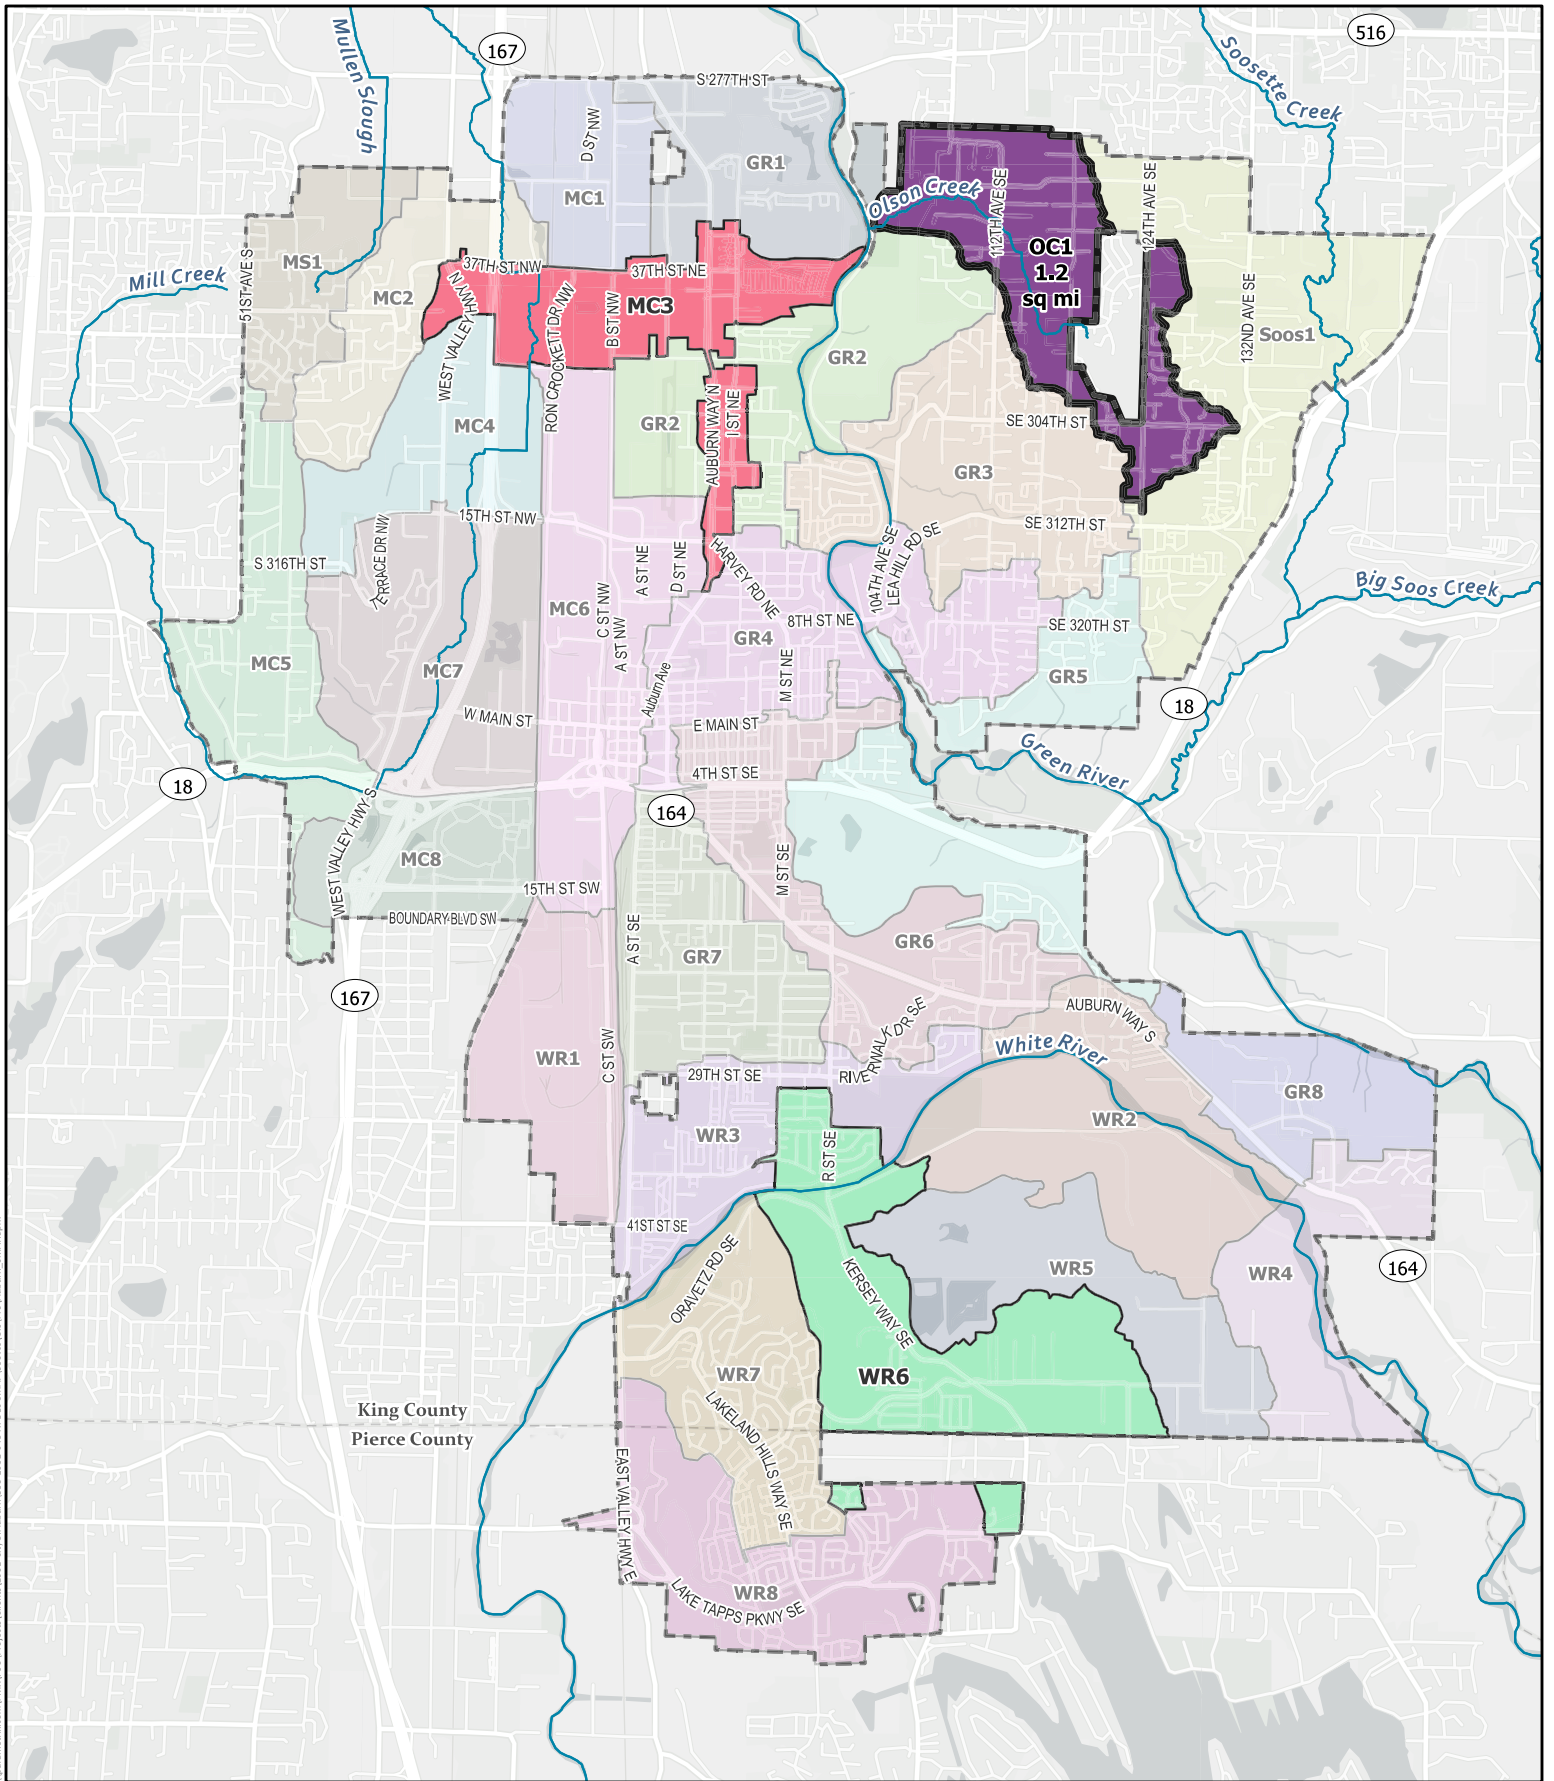 Mullen Slough
167
516
Soosette Creek
S 277TH ST
D ST NW
GR1
MC1
Olson Creek
112TH AVE SE
124TH AVE SE
OC1
1.2
sq mi
MS1
Mill Creek
51ST AVE S
MC2
37TH ST NW
37TH ST NE
W VALLEY HWY N
MC3
B ST NW
RON CROCKETT DR NW
132ND AVE SE
Soos1
GR2
WEST VALLEY HWY N
MC4
GR2
AUBURN WAY N
I ST NE
SE 304TH ST
GR3
15TH ST NW
SE 312TH ST
TERRACE DR NW
S 316TH ST
A ST NE
D ST NE
HARVEY RD NE
104TH AVE SE
LEA HILL RD SE
Big Soos Creek
MC6
C ST NW
A ST NW
GR4
8TH ST NE
SE 320TH ST
MC5
MC7
M ST NE
GR5
Auburn Ave
W MAIN ST
E MAIN ST
18
Green River
4TH ST SE
18
164
WEST VALLEY HWY S
MC8
M ST SE
15TH ST SW
BOUNDARY BLVD SW
A ST SE
GR7
GR6
167
AUBURN WAY S
RIVERWALK DR SE
White River
WR1
C ST SW
29TH ST SE
GR8
WR2
WR3
R ST SE
41ST ST SE
ORAVETZ RD SE
KERSEY WAY SE
WR5
WR4
164
WR7
WR6
LAKELAND HILLS WAY SE
King County
Pierce County
EAST VALLEY HWY E
WR8
LAKE TAPPS PKWY SE